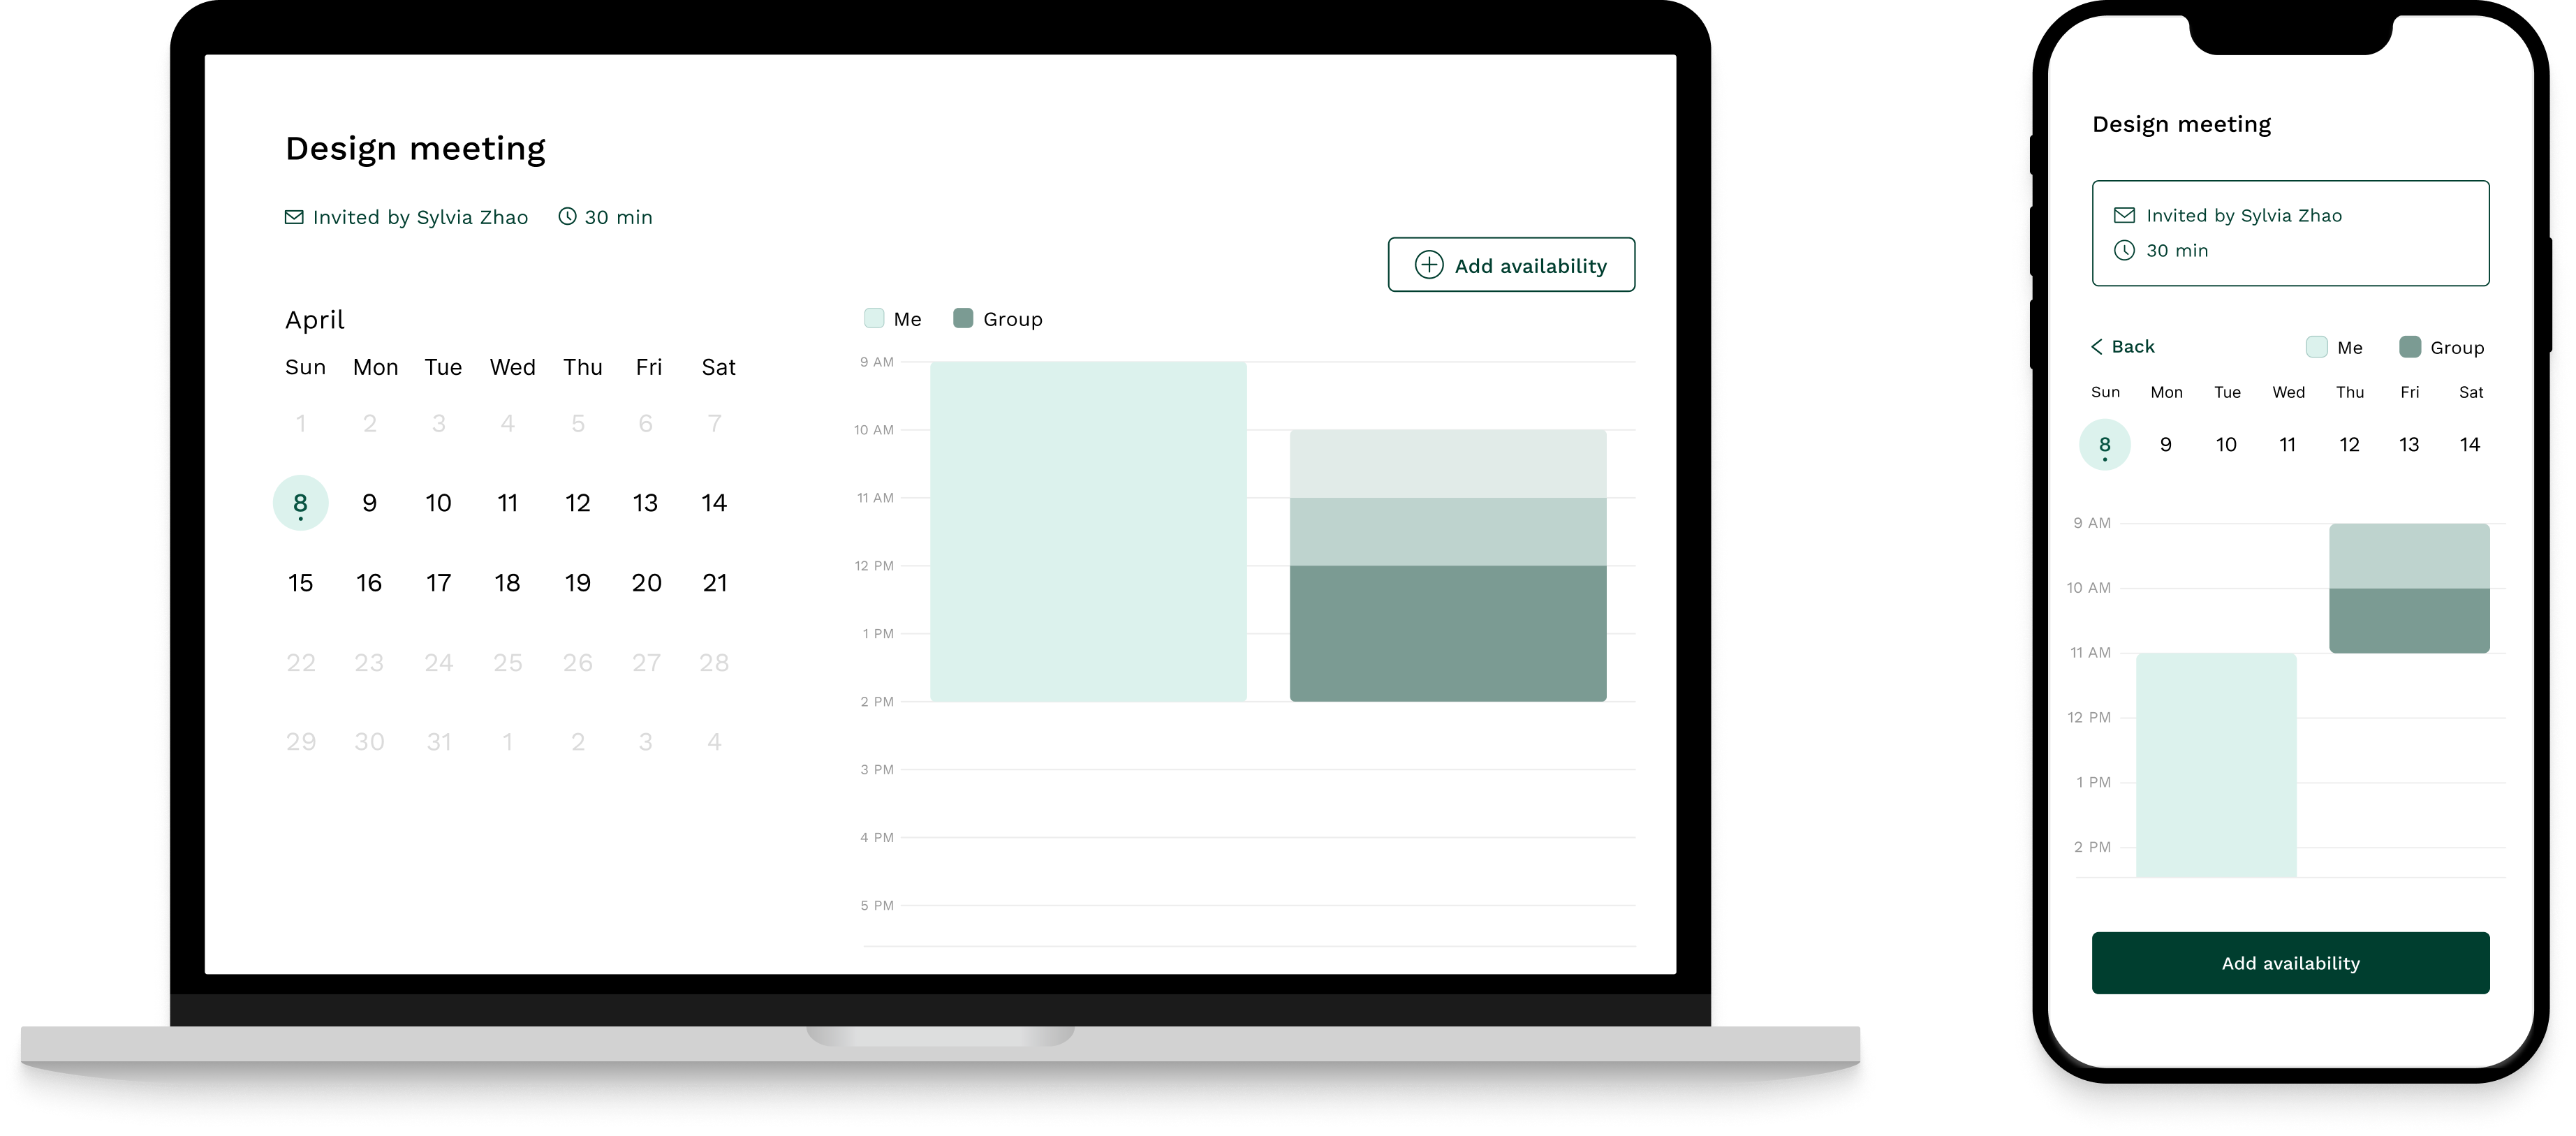 Design meeting
Invited by Sylvia Zhao 30 min
Add availability
April
Sun Mon Tue Wed Thu Fri Sat
1 2 3 4 5 6 7
8 9 10 11 12 13 14
15 16 17 18 19 20 21
22 23 24 25 26 27 28
29 30 31 1 2 3 4
Me Group
9 AM
10 AM
11 AM
12 PM
1 PM
2 PM
3 PM
4 PM
5 PM
Design meeting
Invited by Sylvia Zhao
30 min
Back Me Group
Sun Mon Tue Wed Thu Fri Sat
8 9 10 11 12 13 14
9 AM
10 AM
11 AM
12 PM
1 PM
2 PM
Add availability